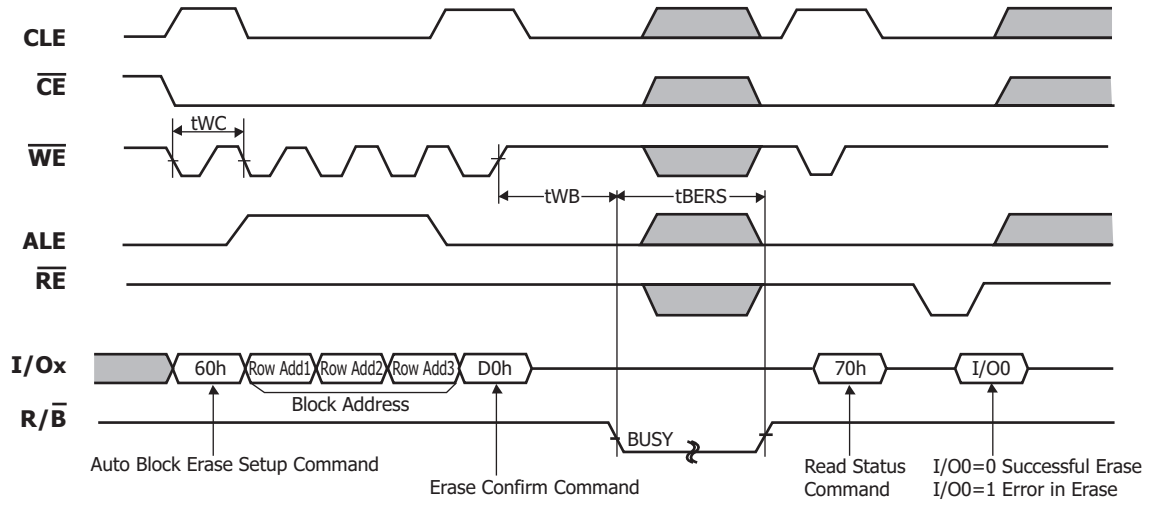 CLE
CE
tWC
WE
tWB
tBERS
ALE
RE
I/Ox
60h
Row Add1
Row Add2
Row Add3
D0h
70h
I/O0
Block Address
R/B
BUSY
Auto Block Erase Setup Command
Erase Confirm Command
Read Status
Command
I/O0=0 Successful Erase
I/O0=1 Error in Erase